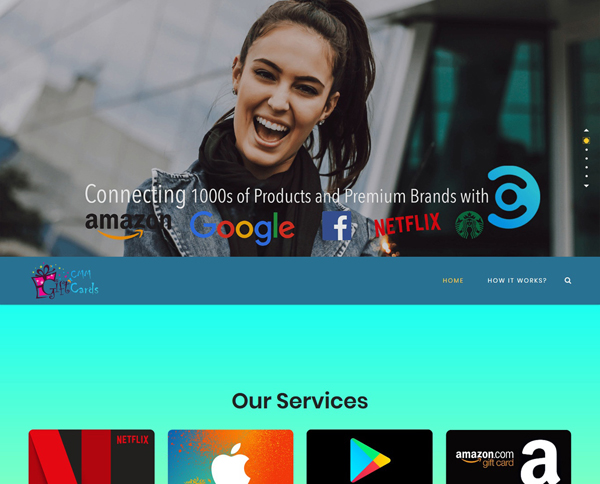 Connecting 1000s of Products and Premium Brands with
amazon Google f NETFLIX
CMM
Gift Cards
HOME HOW IT WORKS?
Our Services
NETFLIX
amazon.com
gift card
a